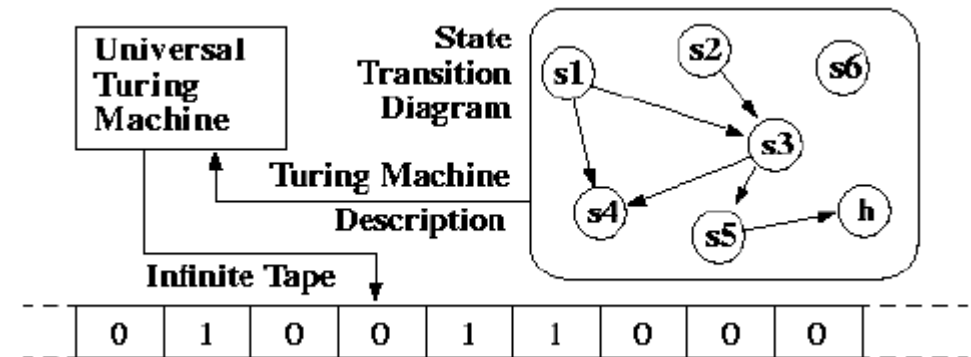 Universal
Turing
Machine
State
Transition
Diagram
s1
s2
s6
s3
s4
s5
h
Turing Machine
Description
Infinite Tape
0 1 0 0 1 1 0 0 0